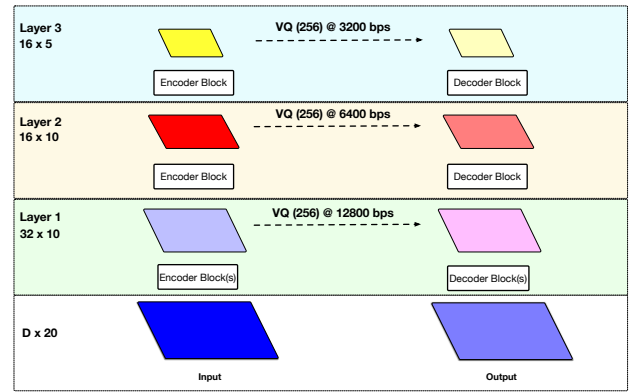 Layer 3
16 x 5
VQ (256) @ 3200 bps
Encoder Block
Decoder Block
Layer 2
16 x 10
VQ (256) @ 6400 bps
Encoder Block
Decoder Block
Layer 1
32 x 10
VQ (256) @ 12800 bps
Encoder Block(s)
Decoder Block(s)
D x 20
Input
Output